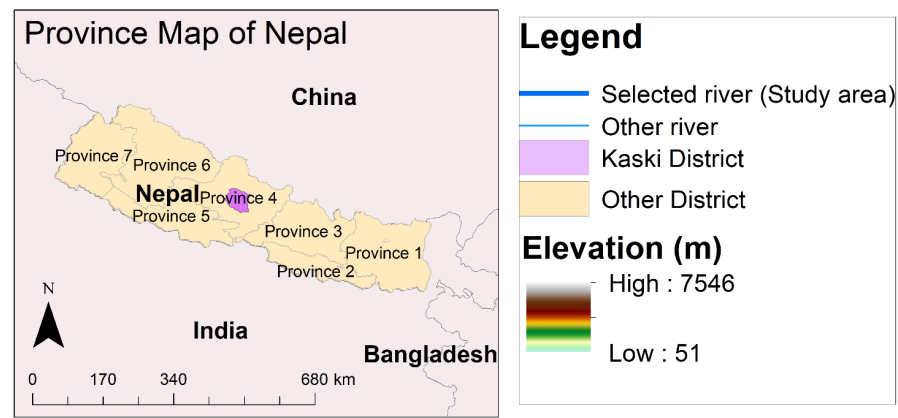 Province Map of Nepal
China
Province 7
Province 6
Nepal
Province 4
Province 5
Province 3
Province 1
Province 2
N
India
Bangladesh
0 170 340 680 km
Legend
Selected river (Study area)
Other river
Kaski District
Other District
Elevation (m)
High : 7546
Low : 51